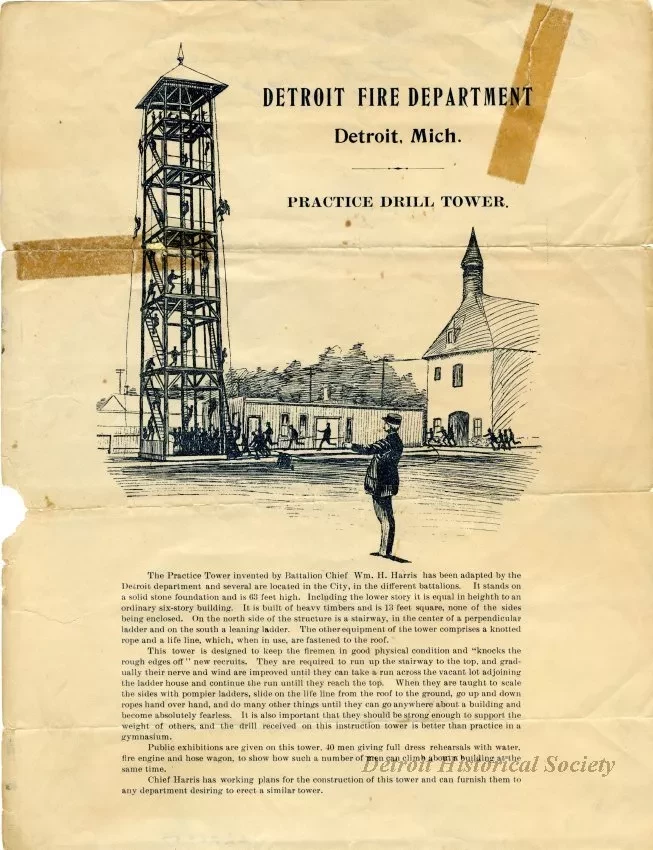 DETROIT FIRE DEPARTMENT
Detroit, Mich.
PRACTICE DRILL TOWER.
The Practice Tower invented by Battalion Chief Wm. H. Harris has been adapted by the
Detroit department and several are located in the City, in the different battalions. It stands on
a solid stone foundation and is 63 feet high. Including the lower story it is equal in heighth to an
ordinary six-story building. It is built of heavy timbers and is 13 feet square, none of the sides
being enclosed. On the north side of the structure is a stairway, in the center of a perpendicular
ladder and on the south a leaning ladder. The other equipment of the tower comprises a knotted
rope and a life line, which, when in use, are fastened to the roof.
This tower is designed to keep the firemen in good physical condition and "knocks the
rough edges off" new recruits. They are required to run up the stairway to the top, and grad-
ually their nerve and wind are improved until they can take a run across the vacant lot adjoining
the ladder house and continue the run untill they reach the top. When they are taught to scale
the sides with pompier ladders, slide on the life line from the roof to the ground, go up and down
ropes hand over hand, and do many other things until they can go anywhere about a building and
become absolutely fearless. It is also important that they should be strong enough to support the
weight of others, and the drill received on this instruction tower is better than practice in a
gymnasium.
Public exhibitions are given on this tower, 40 men giving full dress rehearsals with water,
fire engine and hose wagon, to show how such a number of men can climb about a building at the
same time.
Detroit Historical Society
Chief Harris has working plans for the construction of this tower and can furnish them to
any department desiring to erect a similar tower.